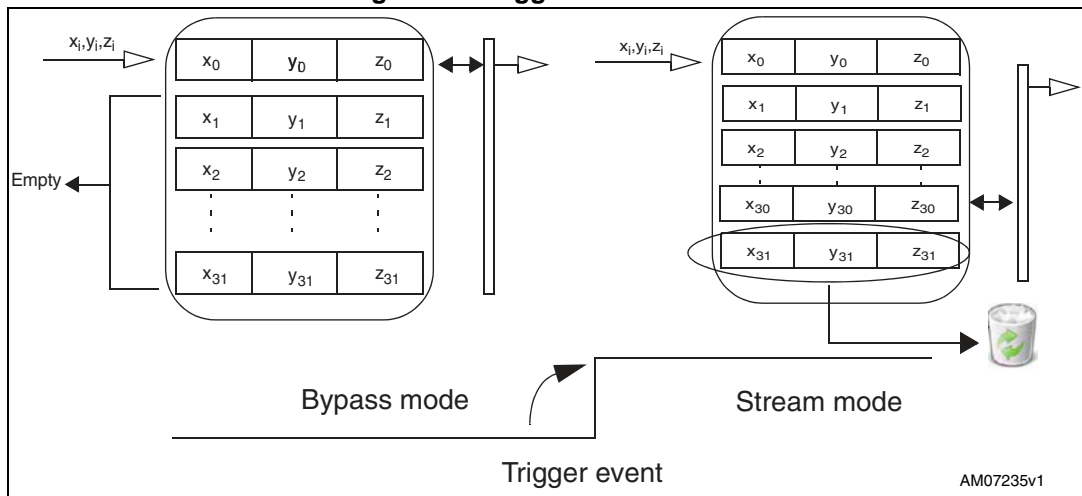 xi,yi,zi
x0 y0 z0
x1 y1 z1
x2 y2 z2
x31 y31 z31
Empty
xi,yi,zi
x0 y0 z0
x1 y1 z1
x2 y2 z2
x30 y30 z30
x31 y31 z31
Bypass mode
Stream mode
Trigger event
AM07235v1